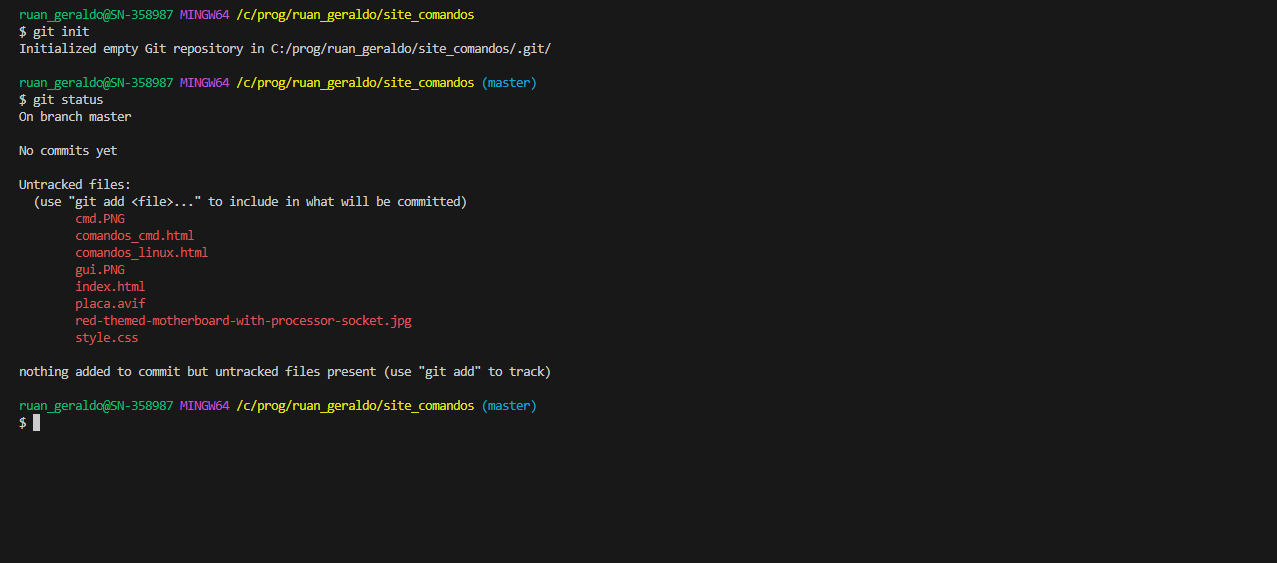 ruan_geraldo@SN-358987 MINGW64 /c/prog/ruan_geraldo/site_comandos
$ git init
Initialized empty Git repository in C:/prog/ruan_geraldo/site_comandos/.git/
ruan_geraldo@SN-358987 MINGW64 /c/prog/ruan_geraldo/site_comandos (master)
$ git status
On branch master
No commits yet
Untracked files:
(use "git add <file>..." to include in what will be committed)
cmd.PNG
comandos_cmd.html
comandos_linux.html
gui.PNG
index.html
placa.avif
red-themed-motherboard-with-processor-socket.jpg
style.css
nothing added to commit but untracked files present (use "git add" to track)
ruan_geraldo@SN-358987 MINGW64 /c/prog/ruan_geraldo/site_comandos (master)
$